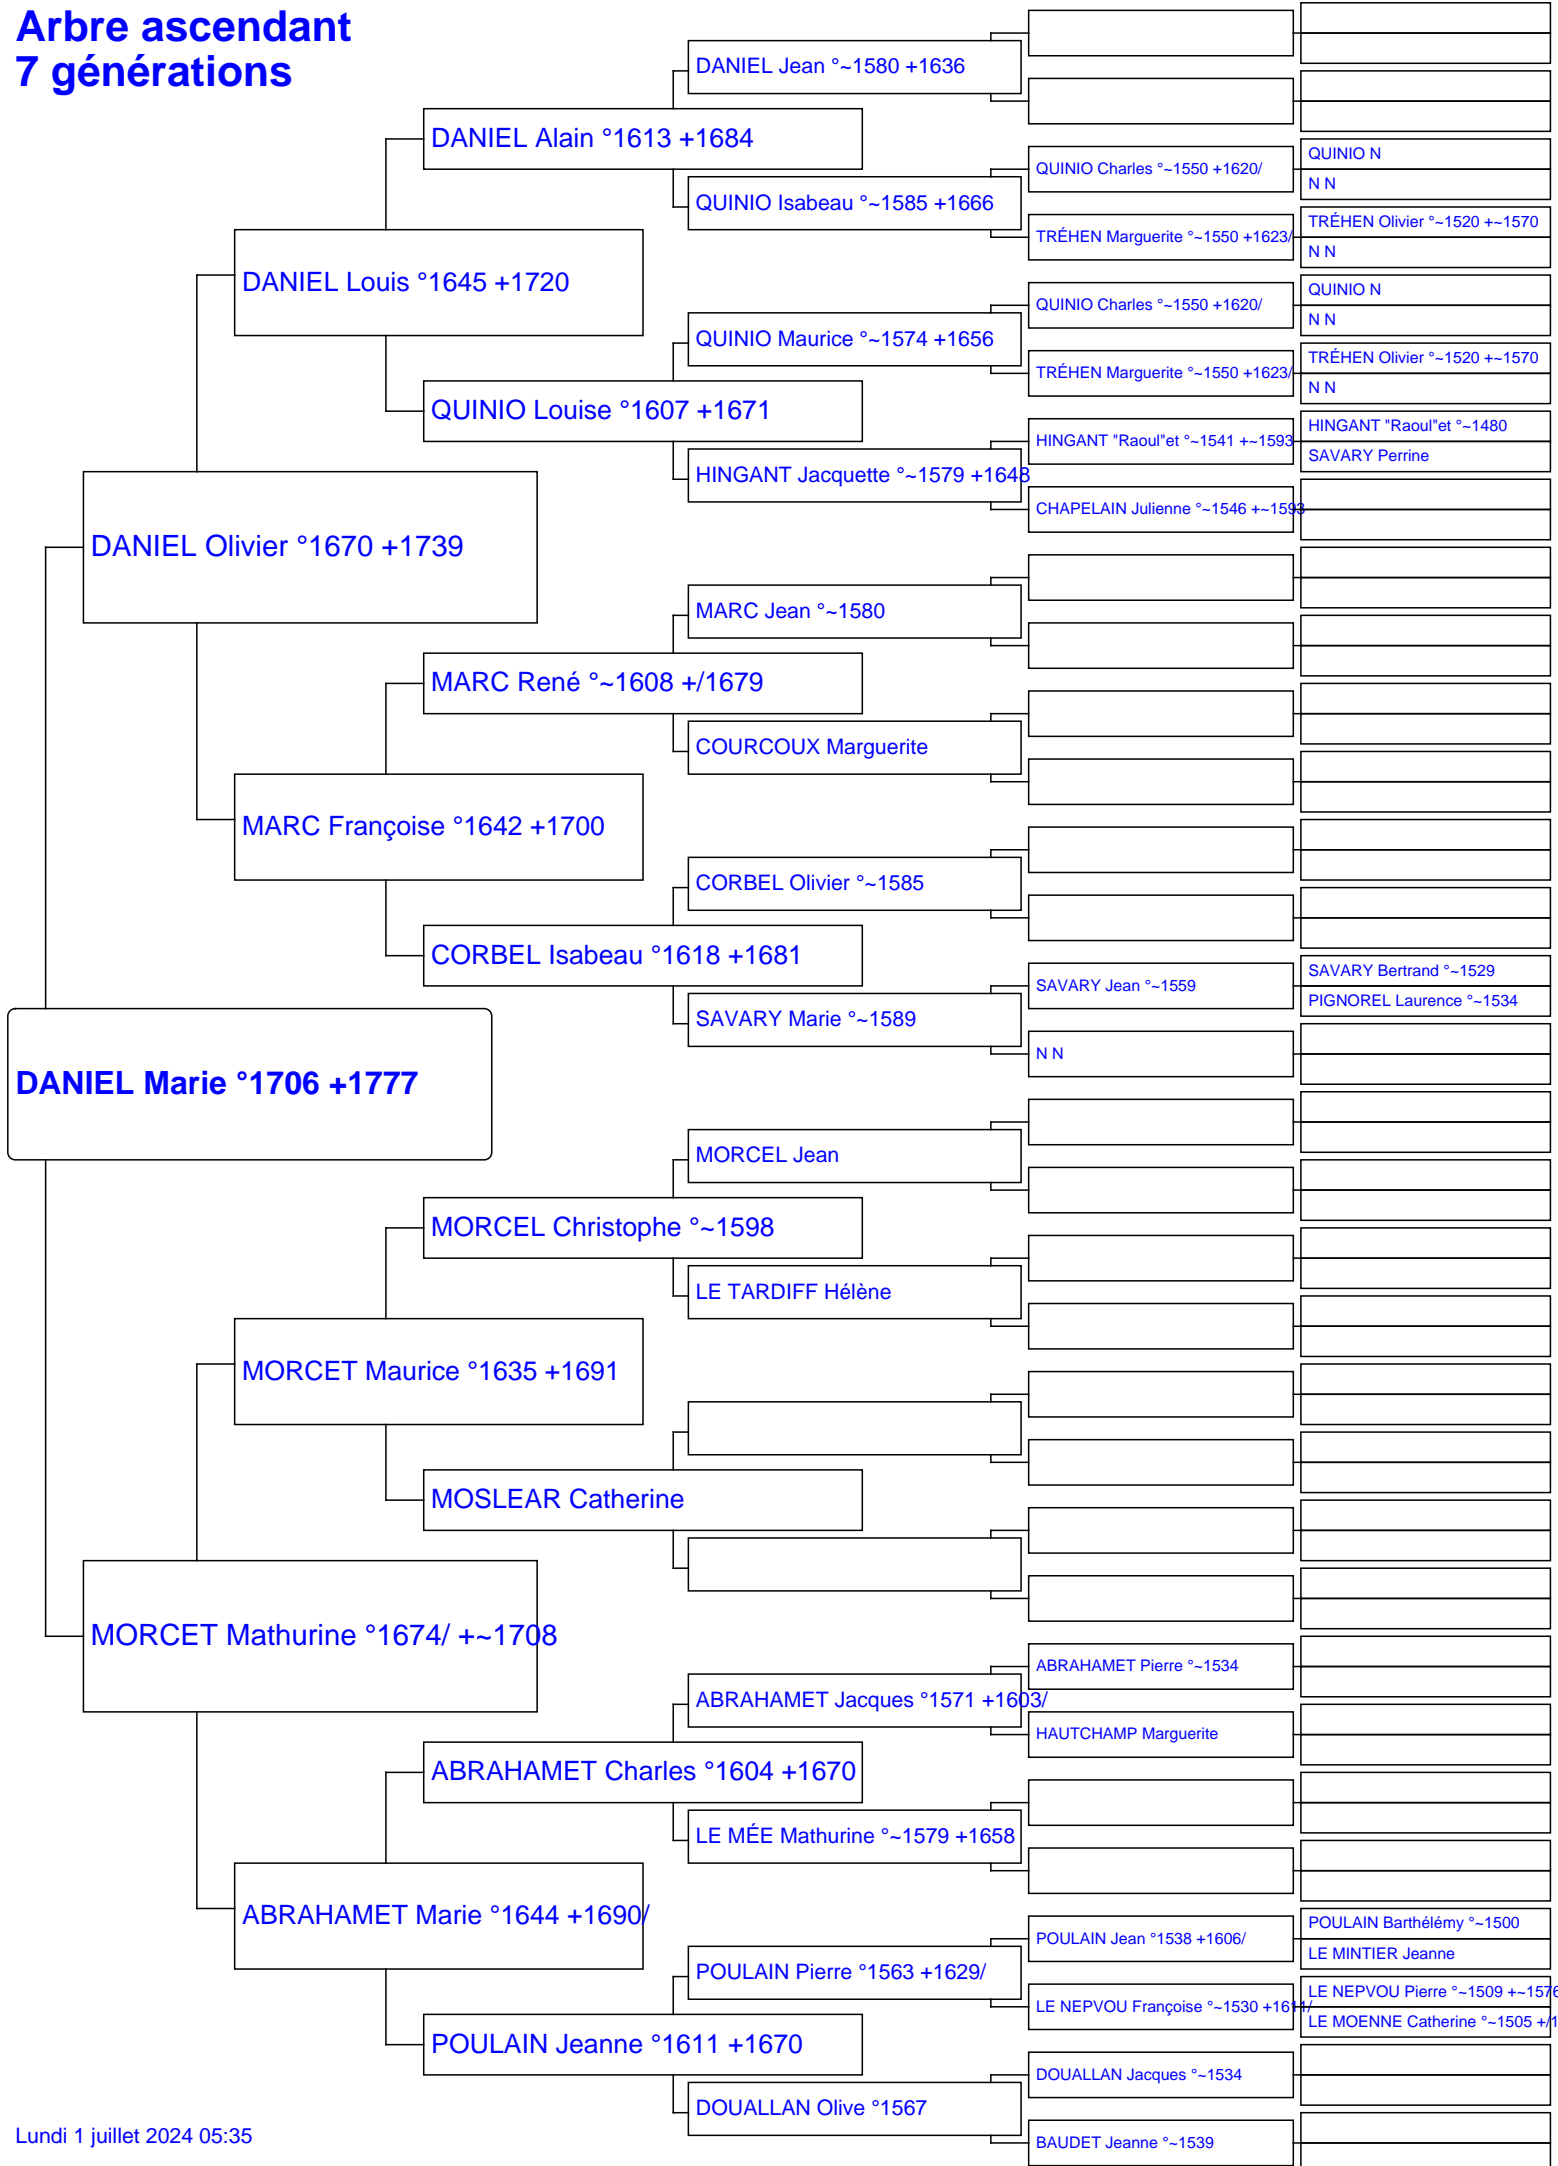 Arbre ascendant
7 générations
DANIEL Jean °~1580 +1636
DANIEL Alain °1613 +1684
QUINIO N
QUINIO Charles °~1550 +1620/
N N
QUINIO Isabeau °~1585 +1666
TRÉHEN Olivier °~1520 +~1570
TRÉHEN Marguerite °~1550 +1623/
N N
DANIEL Louis °1645 +1720
QUINIO N
QUINIO Charles °~1550 +1620/
N N
QUINIO Maurice °~1574 +1656
TRÉHEN Olivier °~1520 +~1570
TRÉHEN Marguerite °~1550 +1623/
N N
QUINIO Louise °1607 +1671
HINGANT "Raoul"et °~1480
HINGANT "Raoul"et °~1541 +~1593
SAVARY Perrine
HINGANT Jacquette °~1579 +1648
CHAPELAIN Julienne °~1546 +~1593
DANIEL Olivier °1670 +1739
MARC Jean °~1580
MARC René °~1608 +/1679
COURCOUX Marguerite
MARC Françoise °1642 +1700
CORBEL Olivier °~1585
CORBEL Isabeau °1618 +1681
SAVARY Bertrand °~1529
SAVARY Jean °~1559
PIGNOREL Laurence °~1534
SAVARY Marie °~1589
N N
DANIEL Marie °1706 +1777
MORCEL Jean
MORCEL Christophe °~1598
LE TARDIFF Hélène
MORCET Maurice °1635 +1691
MOSLEAR Catherine
MORCET Mathurine °1674/ +~1708
ABRAHAMET Pierre °~1534
ABRAHAMET Jacques °1571 +1603/
HAUTCHAMP Marguerite
ABRAHAMET Charles °1604 +1670
LE MÉE Mathurine °~1579 +1658
ABRAHAMET Marie °1644 +1690/
POULAIN Barthélémy °~1500
POULAIN Jean °1538 +1606/
LE MINTIER Jeanne
POULAIN Pierre °1563 +1629/
LE NEPVOU Pierre °~1509 +~1576
LE NEPVOU Françoise °~1530 +1611/
LE MOENNE Catherine °~1505 +/1
POULAIN Jeanne °1611 +1670
DOUALLAN Jacques °~1534
DOUALLAN Olive °1567
BAUDET Jeanne °~1539
Lundi 1 juillet 2024 05:35